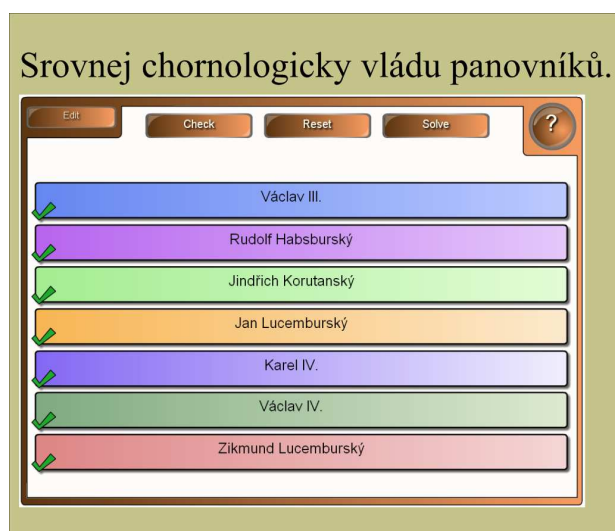 Srovnej chornologicky vládu panovníků.
Edit
Check
Reset
Solve
?
Václav III.
Rudolf Habsburský
Jindřich Korutanský
Jan Lucemburský
Karel IV.
Václav IV.
Zikmund Lucemburský